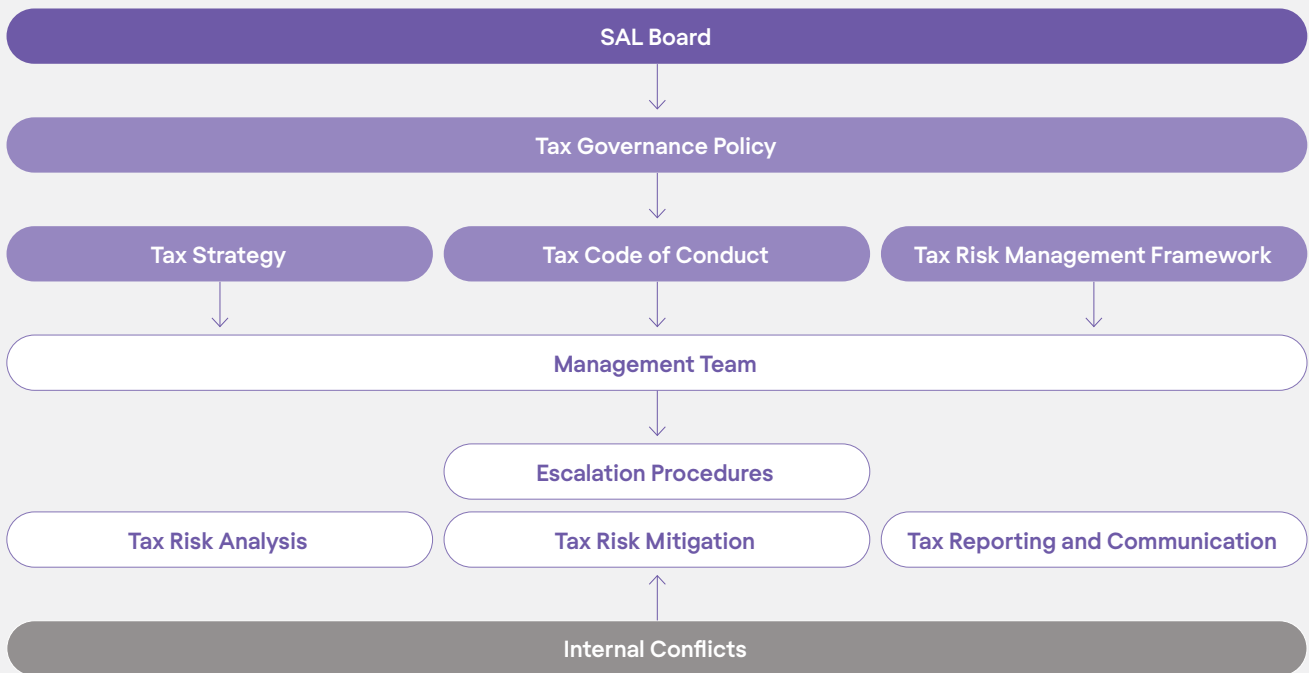 SAL Board
Tax Governance Policy
Tax Strategy
Tax Code of Conduct
Tax Risk Management Framework
Management Team
Escalation Procedures
Tax Risk Analysis
Tax Risk Mitigation
Tax Reporting and Communication
Internal Conflicts